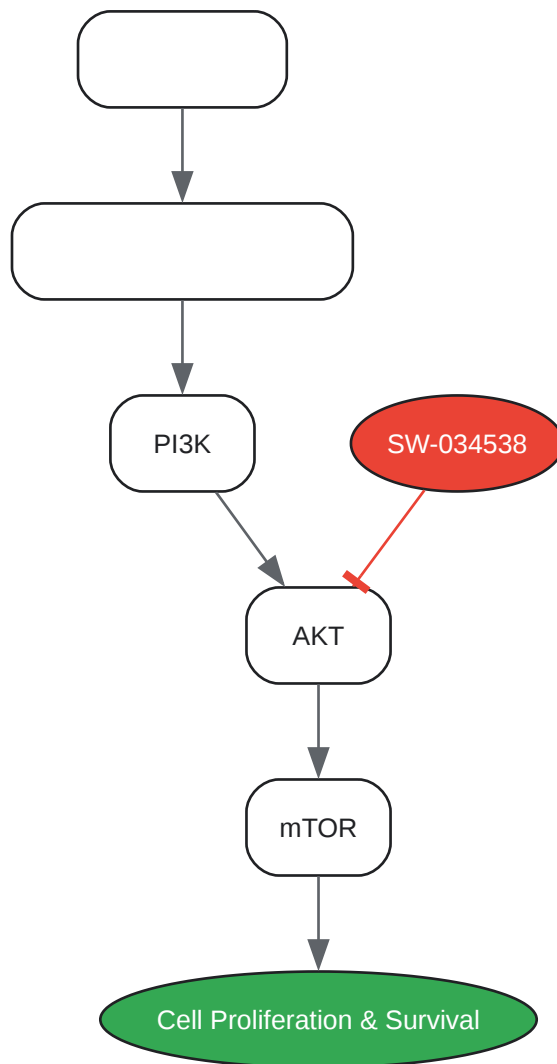 PI3K
SW-034538
AKT
mTOR
Cell Proliferation & Survival